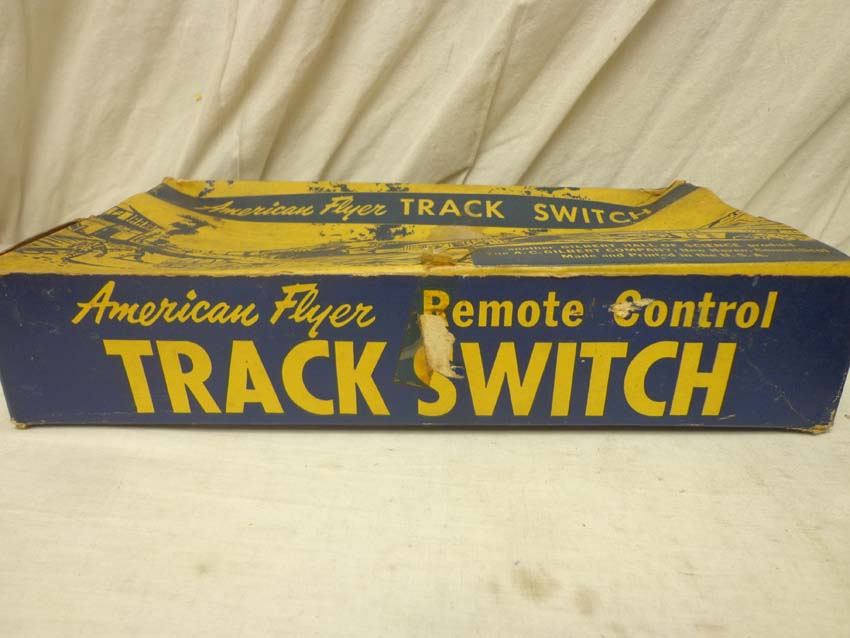 American Flyer TRACK SWITCH
GILBERT HALL OF SCIENCE product
Made and Printed in the U.S.A.
American Flyer Remote Control
TRACK SWITCH